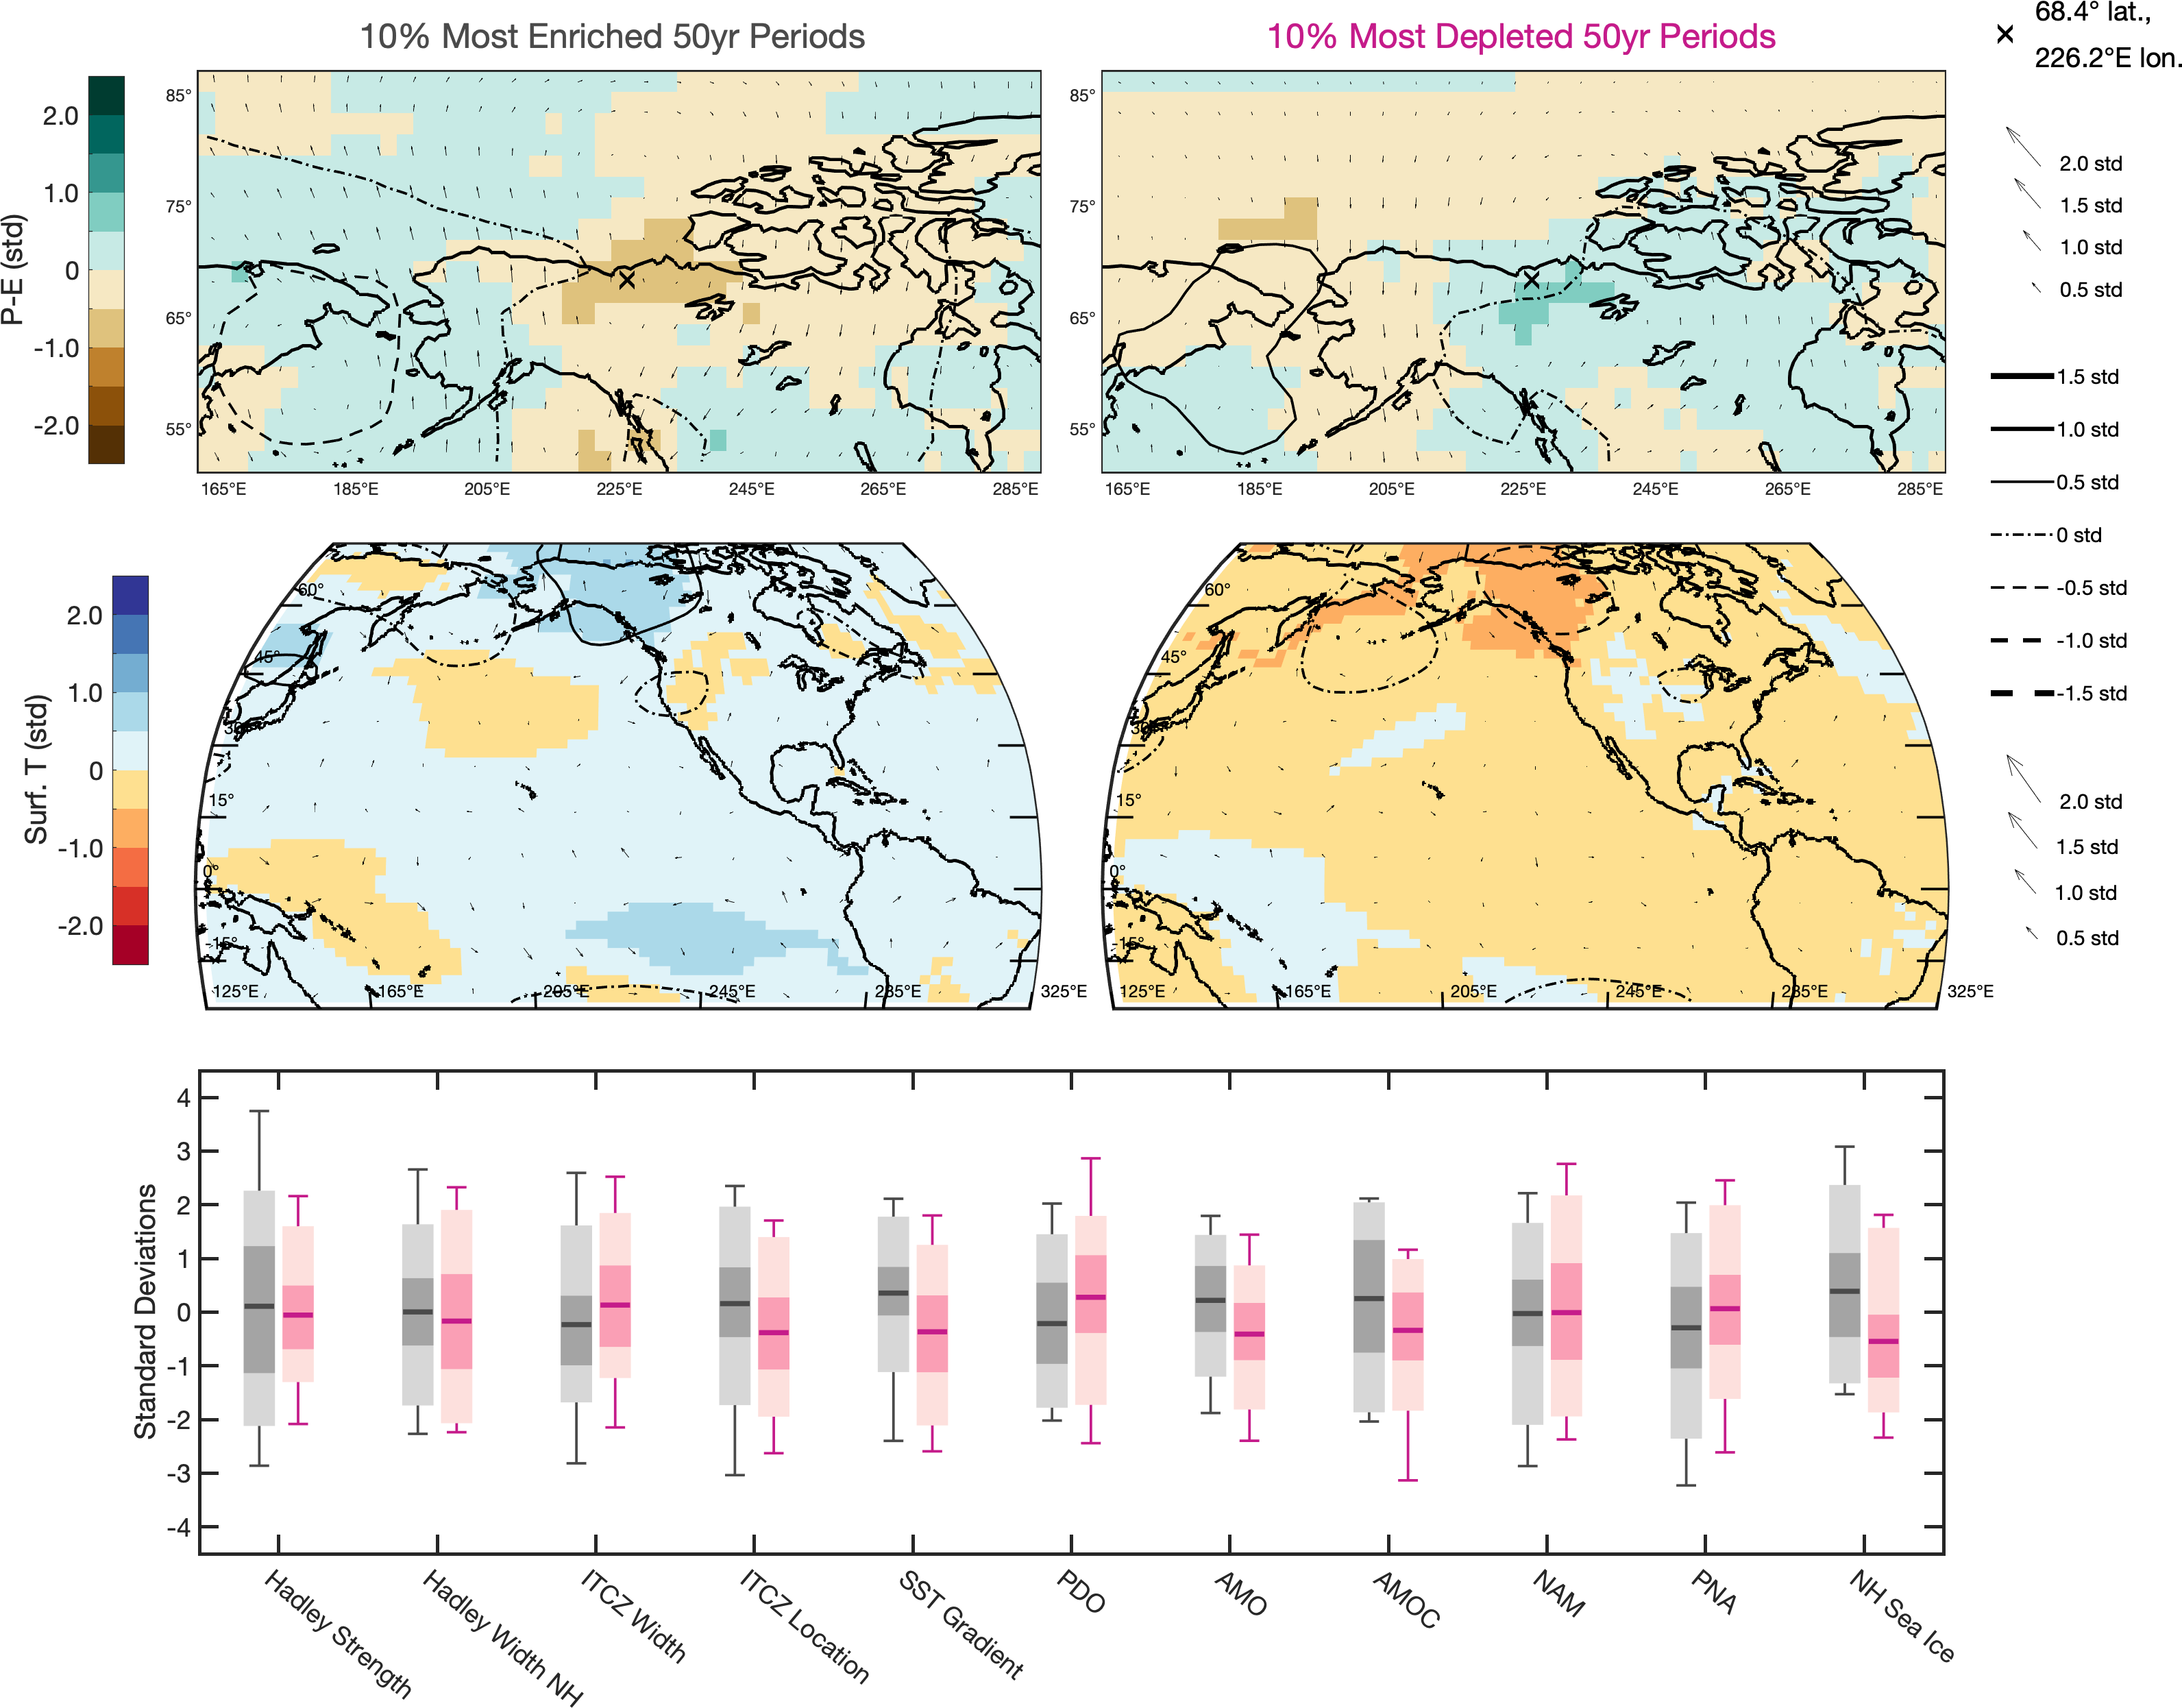 10% Most Enriched 50yr Periods
10% Most Depleted 50yr Periods
68.4° lat.,
226.2°E lon.
P-E (std)
2.0
1.0
0
-1.0
-2.0
85°
75°
65°
55°
165°E 185°E 205°E 225°E 245°E 265°E 285°E
85°
75°
65°
55°
165°E 185°E 205°E 225°E 245°E 265°E 285°E
2.0 std
1.5 std
1.0 std
0.5 std
1.5 std
1.0 std
0.5 std
0 std
-0.5 std
-1.0 std
-1.5 std
Surf. T (std)
2.0
1.0
0
-1.0
-2.0
60°
45°
30°
15°
0°
-15°
125°E 165°E 205°E 245°E 285°E 325°E
60°
45°
30°
15°
0°
-15°
125°E 165°E 205°E 245°E 285°E 325°E
2.0 std
1.5 std
1.0 std
0.5 std
Standard Deviations
4
3
2
1
0
-1
-2
-3
-4
Hadley Strength
Hadley Width NH
ITCZ Width
ITCZ Location
SST Gradient
PDO
AMO
AMOC
NAM
PNA
NH Sea Ice